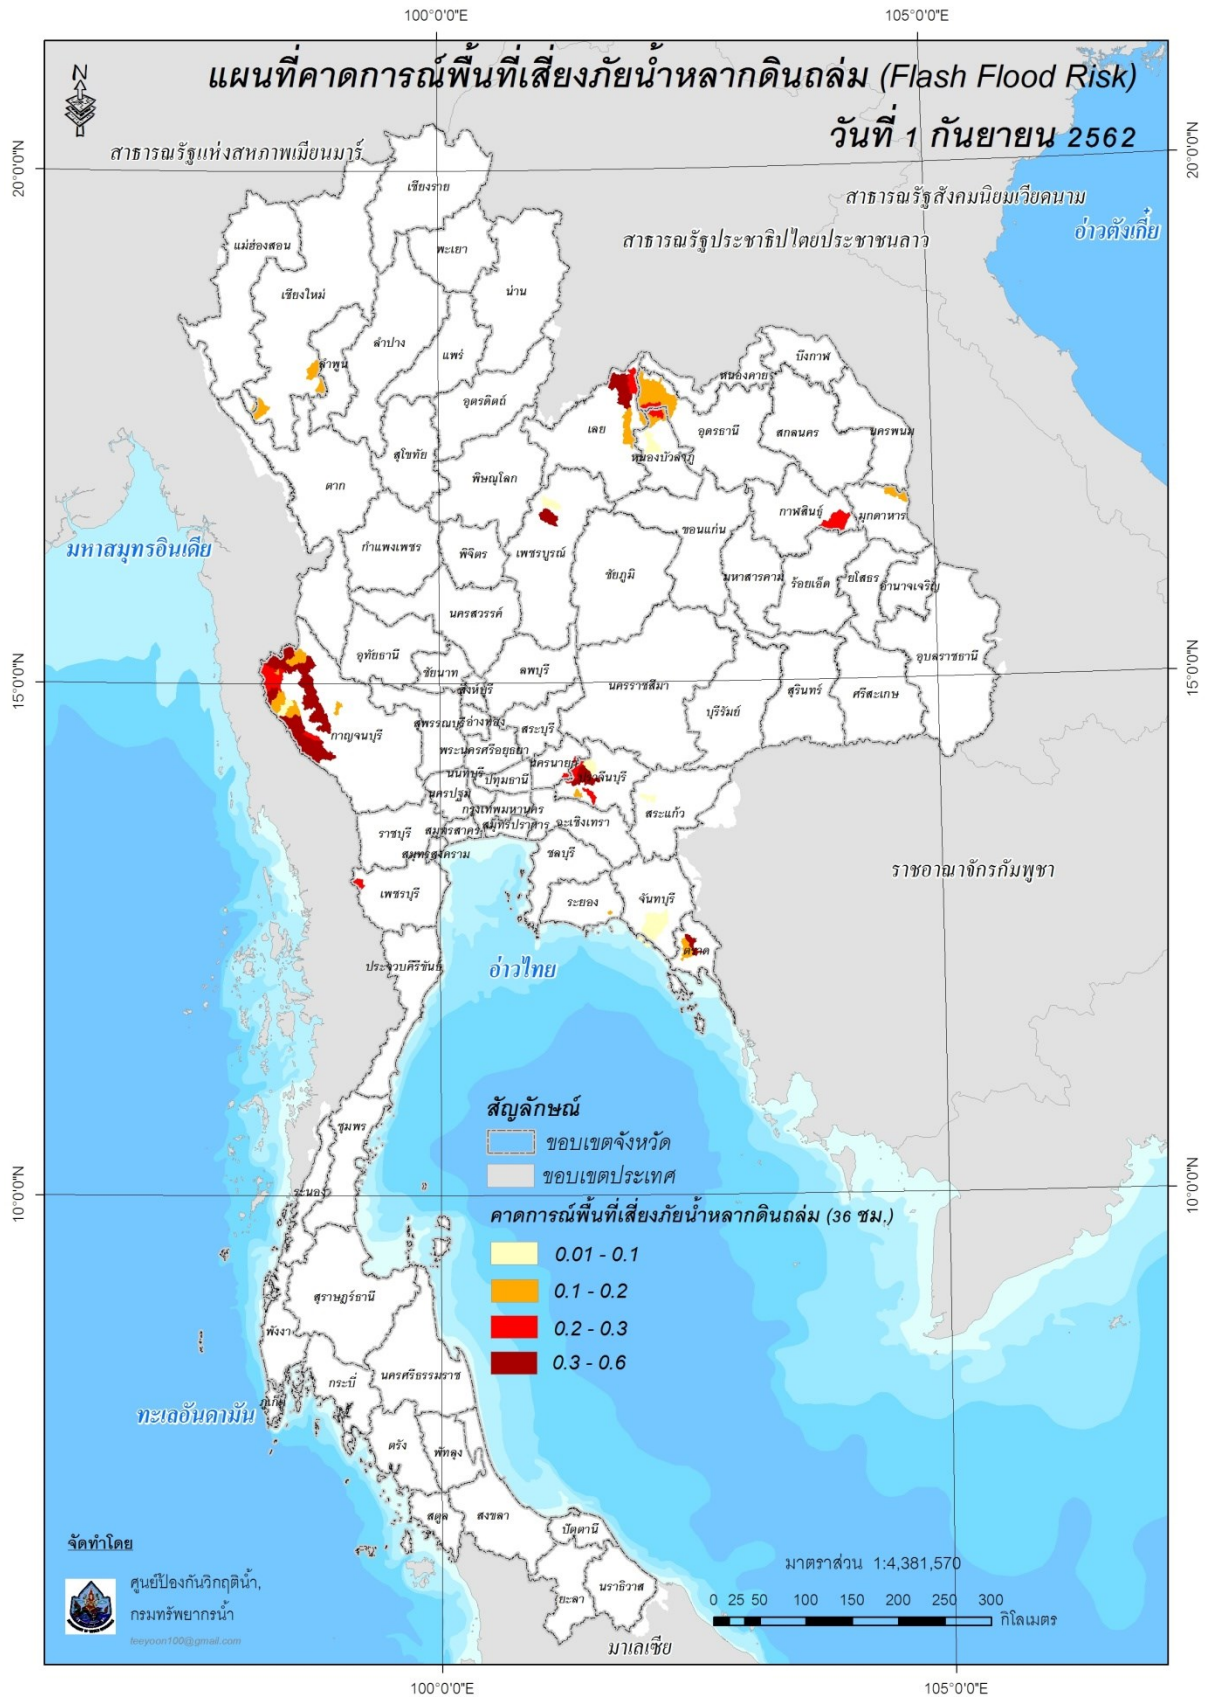 100°0'0"E
105°0'0"E
แผนที่คาดการณ์พื้นที่เสี่ยงภัยน้ำหลากดินถล่ม (Flash Flood Risk)
วันที่ 1 กันยายน 2562
N
20°0'0"N
20°0'0"N
สาธารณรัฐแห่งสหภาพเมียนมาร์
เชียงราย
สาธารณรัฐสังคมนิยมเวียดนาม
สาธารณรัฐประชาธิปไตยประชาชนลาว
อ่าวตังเกี๋ย
แม่ฮ่องสอน
พะเยา
เชียงใหม่
น่าน
ลำปาง
แพร่
ลำพูน
บึงกาฬ
หนองคาย
อุตรดิตถ์
เลย
อุดรธานี
สกลนคร
นครพนม
สุโขทัย
หนองบัวลำภู
พิษณุโลก
ตาก
กาฬสินธุ์
มุกดาหาร
ขอนแก่น
มหาสมุทรอินเดีย
กำแพงเพชร
พิจิตร
เพชรบูรณ์
ชัยภูมิ
มหาสารคาม
ร้อยเอ็ด
ยโสธร
อำนาจเจริญ
นครสวรรค์
อุทัยธานี
ชัยนาท
ลพบุรี
อุบลราชธานี
15°0'0"N
15°0'0"N
สิงห์บุรี
นครราชสีมา
สุรินทร์
ศรีสะเกษ
บุรีรัมย์
สุพรรณบุรี
อ่างทอง
สระบุรี
กาญจนบุรี
พระนครศรีอยุธยา
นครนายก
นนทบุรี
ปทุมธานี
ปราจีนบุรี
นครปฐม
กรุงเทพมหานคร
สระแก้ว
ราชบุรี
สมุทรสาคร
สมุทรปราการ
ฉะเชิงเทรา
สมุทรสงคราม
ชลบุรี
ราชอาณาจักรกัมพูชา
เพชรบุรี
ระยอง
จันทบุรี
ตราด
ประจวบคีรีขันธ์
อ่าวไทย
สัญลักษณ์
ขอบเขตจังหวัด
ขอบเขตประเทศ
ชุมพร
ระนอง
10°0'0"N
10°0'0"N
คาดการณ์พื้นที่เสี่ยงภัยน้ำหลากดินถล่ม (36 ชม.)
0.01 - 0.1
0.1 - 0.2
0.2 - 0.3
0.3 - 0.6
สุราษฎร์ธานี
พังงา
กระบี่
นครศรีธรรมราช
ภูเก็ต
ทะเลอันดามัน
ตรัง
พัทลุง
สตูล
สงขลา
ปัตตานี
นราธิวาส
ยะลา
มาเลเซีย
จัดทำโดย
ศูนย์ป้องกันวิกฤติน้ำ,
กรมทรัพยากรน้ำ
teeyoon100@gmail.com
มาตราส่วน 1:4,381,570
0 25 50 100 150 200 250 300
กิโลเมตร
100°0'0"E
105°0'0"E